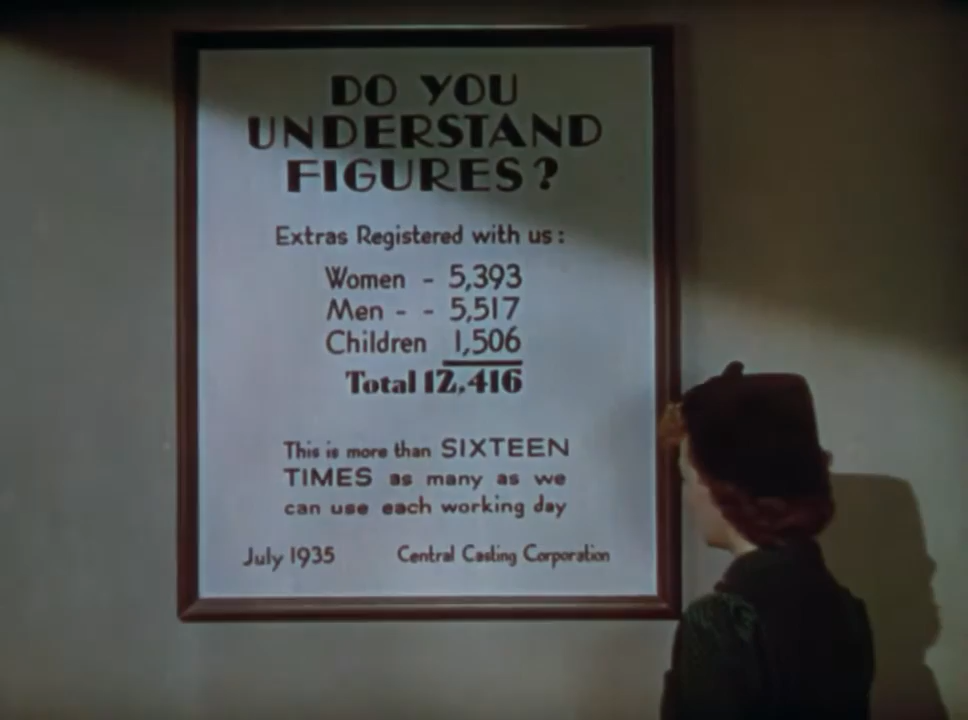 DO YOU
UNDERSTAND
FIGURES?
Extras Registered with us:
Women - 5,393
Men - - 5,517
Children 1,506
Total 12,416
This is more than SIXTEEN
TIMES as many as we
can use each working day
July 1935 Central Casting Corporation